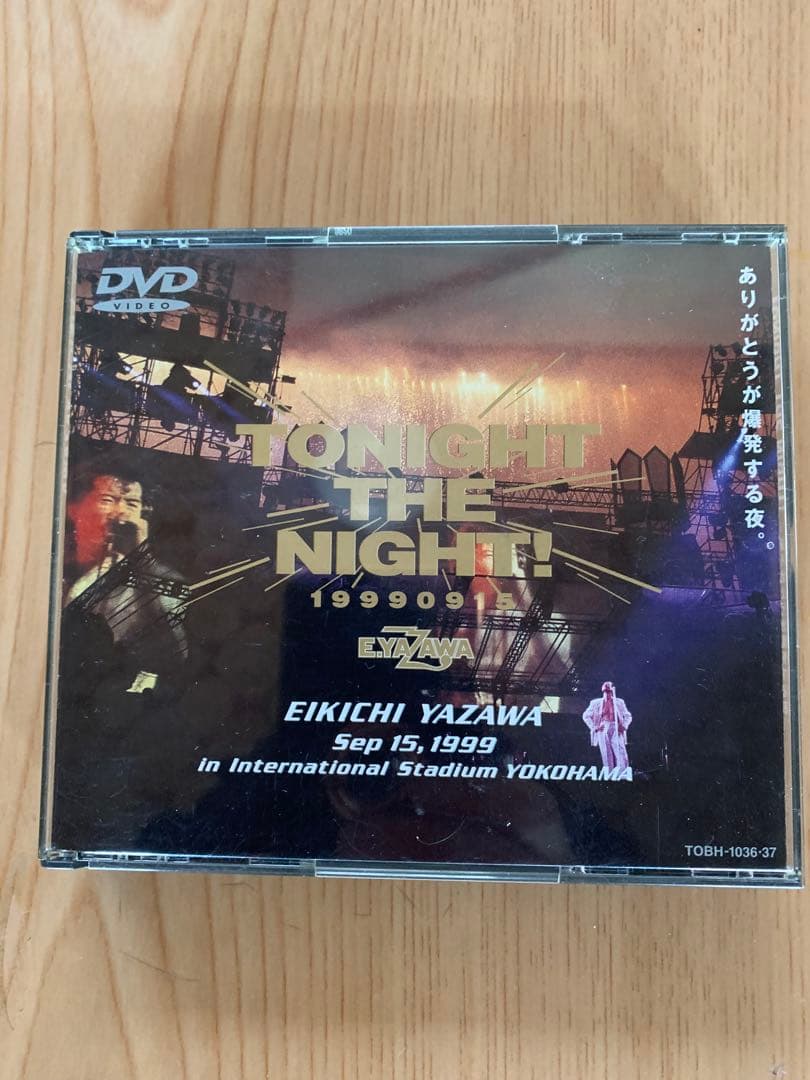 DVD
VIDEO
ありがとうが爆発する夜。©
TONIGHT
THE
NIGHT!
19990915
E.YAZAWA
EIKICHI YAZAWA
Sep 15, 1999
in International Stadium YOKOHAMA
TOBH-1036·37